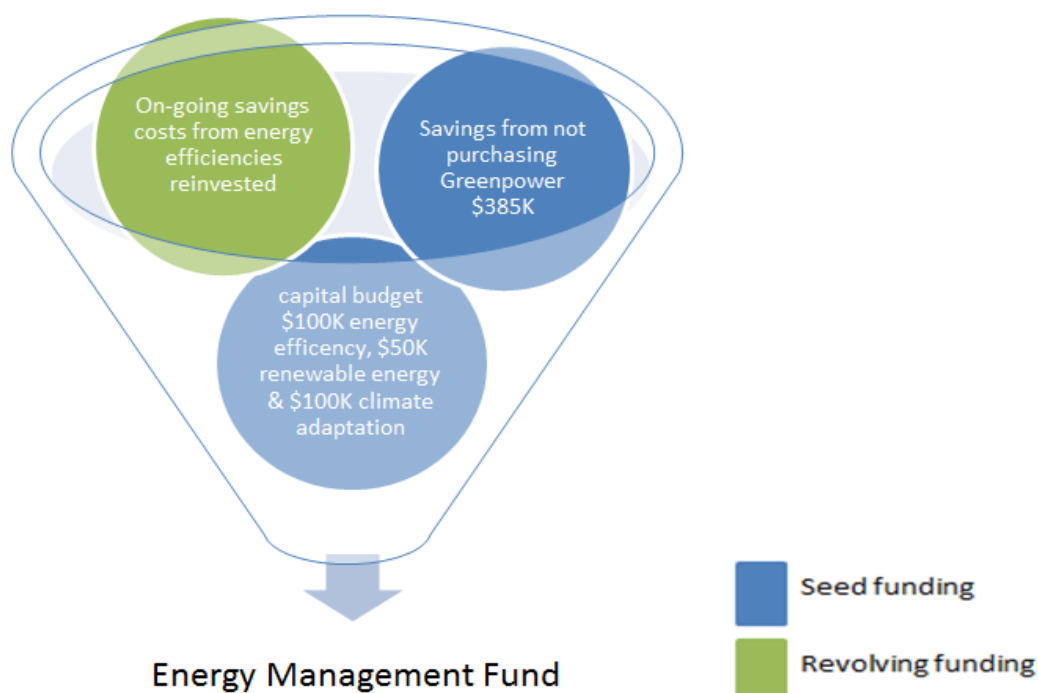 On-going savings
costs from energy
efficiencies
reinvested
Savings from not
purchasing
Greenpower
$385K
capital budget
$100K energy
efficency, $50K
renewable energy
& $100K climate
adaptation
Energy Management Fund
Seed funding
Revolving funding